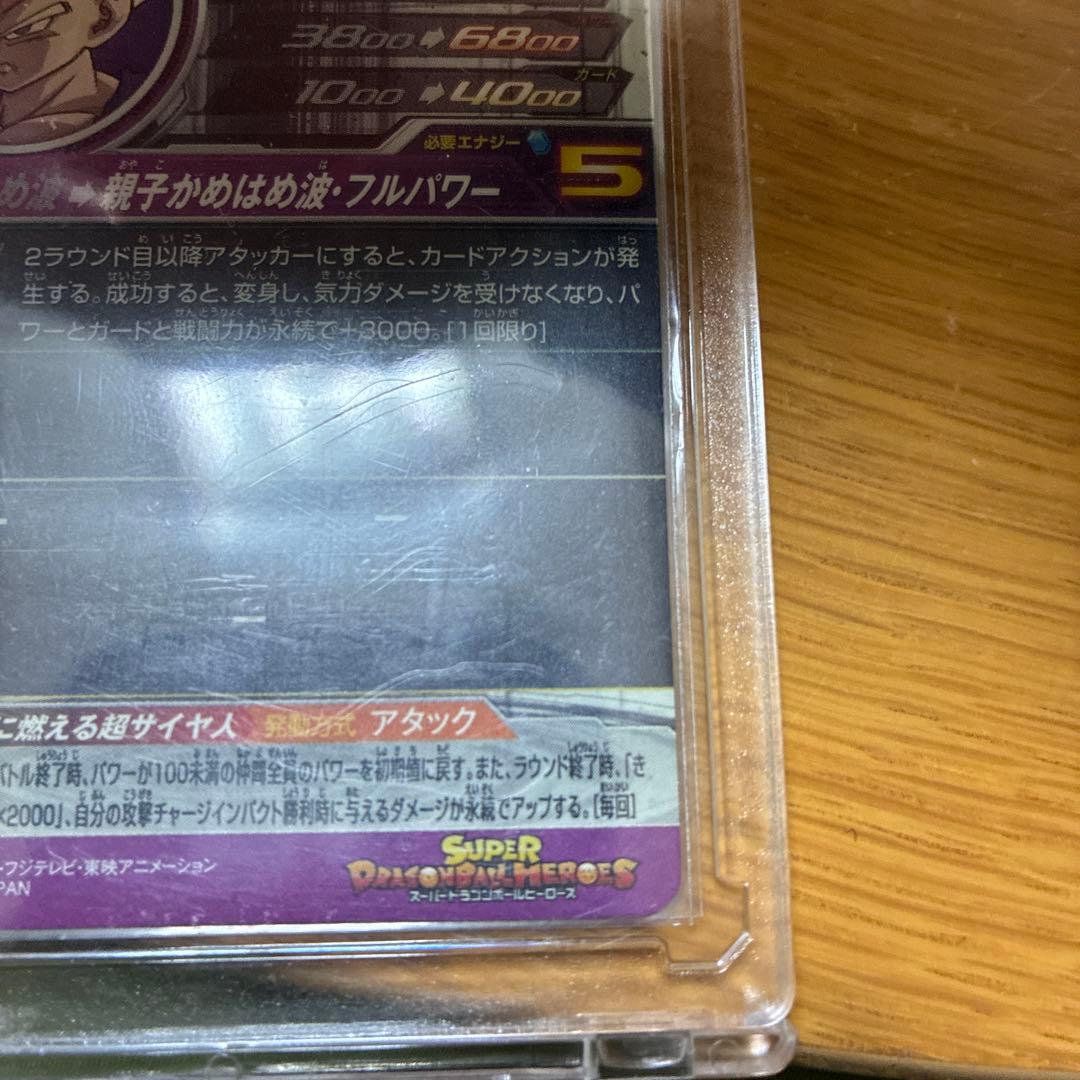 3800➡6800
ガード
1000➡4000
必要エナジー
5
め波➡親子かめはめ波・フルパワー
2ラウンド目以降アタッカーにすると、カードアクションが発
生する。成功すると、変身し、気力ダメージを受けなくなり、パ
ワーとガードと戦闘力が永続で+3000。[1回限り]
に燃える超サイヤ人 発動方式 アタック
バトル終了時、パワーが100未満の仲間全員のパワーを初期値に戻す。また、ラウンド終了時、「き
×2000」、自分の攻撃チャージインパクト勝利時に与えるダメージが永続でアップする。[毎回]
・フジテレビ・東映アニメーション
PAN
SUPER
DRAGONBALL HEROES
スーパードラゴンボールヒーローズ